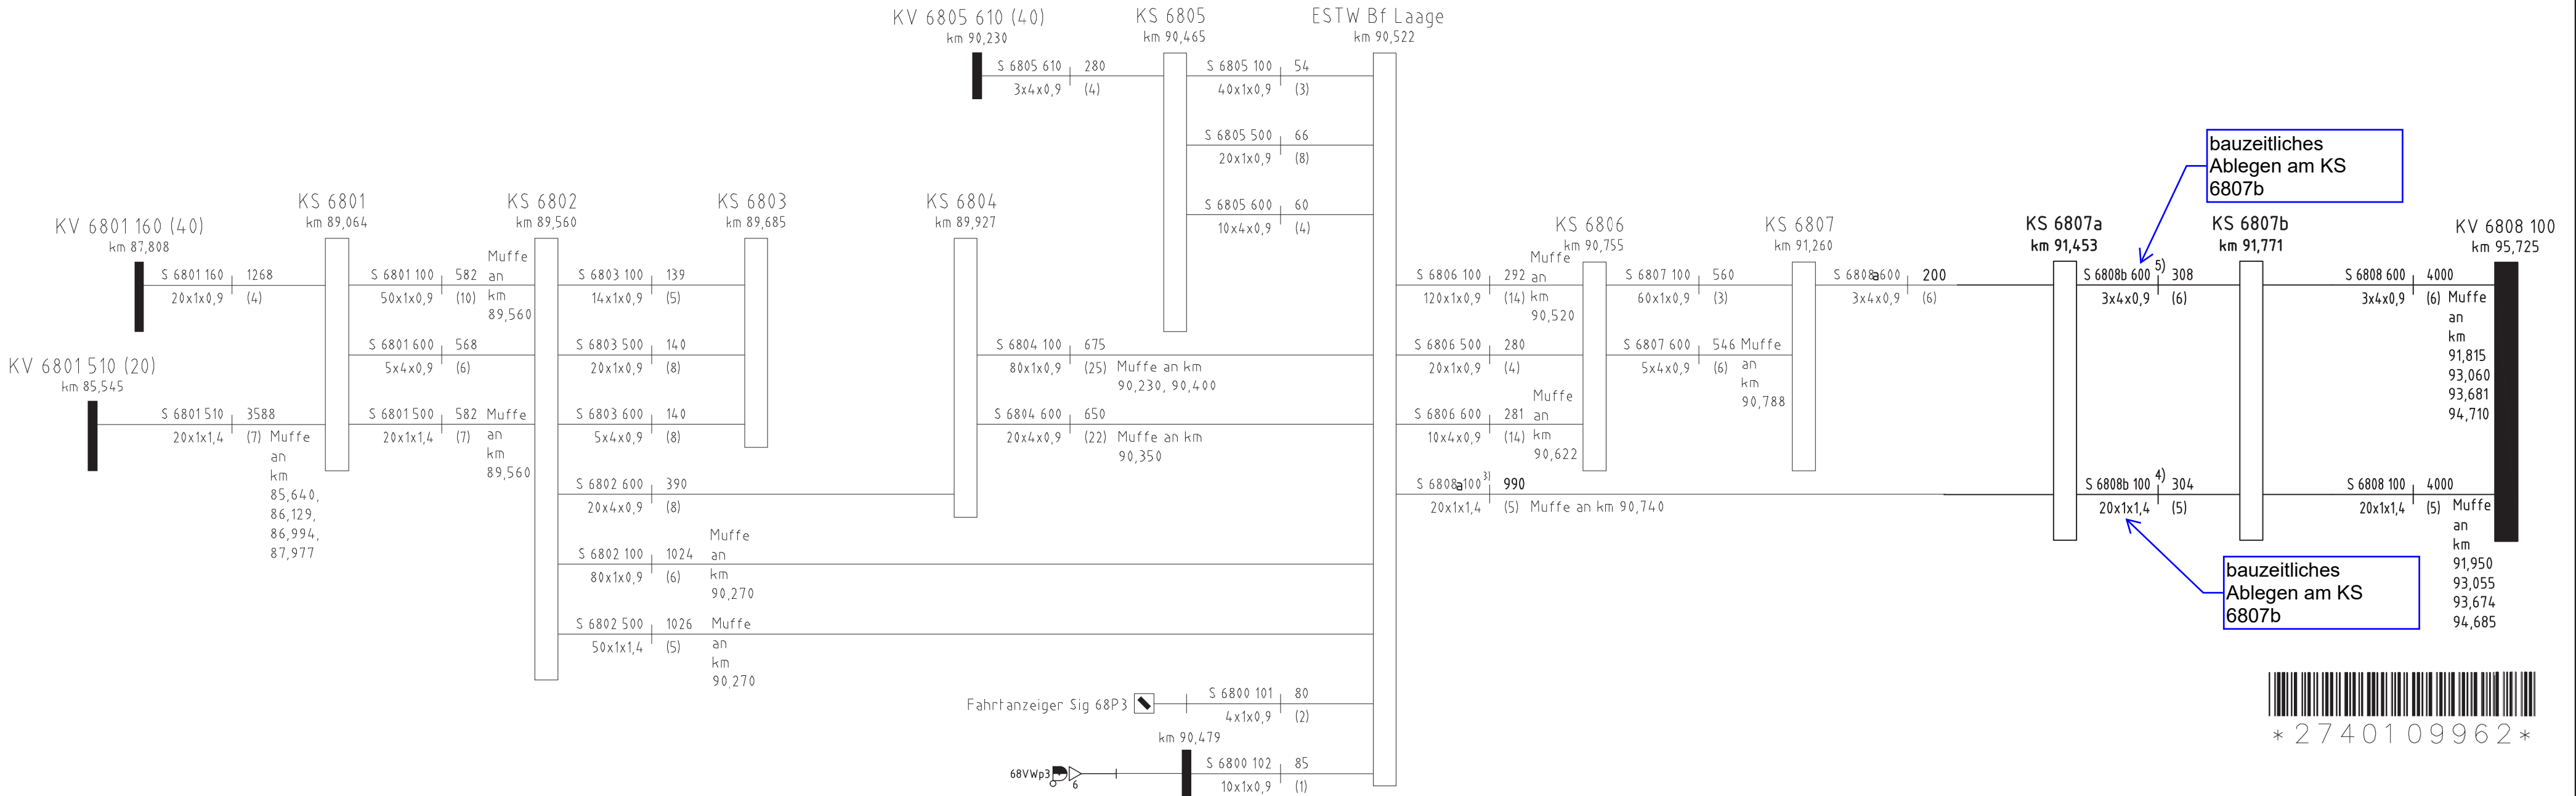 KV 6805 610 (40)
km 90,230
KS 6805
km 90,465
ESTW Bf Laage
km 90,522
S 6805 610 280
3x4x0,9 (4)
S 6805 100 54
40x1x0,9 (3)
S 6805 500 66
20x1x0,9 (8)
S 6805 600 60
10x4x0,9 (4)
bauzeitliches
Ablegen am KS
6807b
KV 6801 160 (40)
km 87,808
KS 6801
km 89,064
KS 6802
km 89,560
KS 6803
km 89,685
KS 6804
km 89,927
KS 6806
km 90,755
KS 6807
km 91,260
KS 6807a
km 91,453
KS 6807b
km 91,771
KV 6808 100
km 95,725
S 6801 160 1268
20x1x0,9 (4)
S 6801 100 582
50x1x0,9 (10)
Muffe
an
km
89,560
S 6803 100 139
14x1x0,9 (5)
S 6806 100 292
120x1x0,9 (14)
Muffe
an
km
90,520
S 6807 100 560
60x1x0,9 (3)
S 6808a600 200
3x4x0,9 (6)
S 6808b 600 5) 308
3x4x0,9 (6)
S 6808 600 4000
3x4x0,9 (6)
Muffe
an
km
91,815
93,060
93,681
94,710
KV 6801 510 (20)
km 85,545
S 6801 600 568
5x4x0,9 (6)
S 6803 500 140
20x1x0,9 (8)
S 6804 100 675
80x1x0,9 (25)
Muffe an km
90,230, 90,400
S 6806 500 280
20x1x0,9 (4)
S 6807 600 546
5x4x0,9 (6)
Muffe
an
km
90,788
S 6801 510 3588
20x1x1,4 (7)
Muffe
an
km
85,640,
86,129,
86,994,
87,977
S 6801 500 582
20x1x1,4 (7)
Muffe
an
km
89,560
S 6803 600 140
5x4x0,9 (8)
S 6804 600 650
20x4x0,9 (22)
Muffe an km
90,350
S 6806 600 281
10x4x0,9 (14)
Muffe
an
km
90,622
S 6802 600 390
20x4x0,9 (8)
S 6808a100 3) 990
20x1x1,4 (5) Muffe an km 90,740
S 6808b 100 4) 304
20x1x1,4 (5)
S 6808 100 4000
20x1x1,4 (5)
Muffe
an
km
91,950
93,055
93,674
94,685
S 6802 100 1024
80x1x0,9 (6)
Muffe
an
km
90,270
bauzeitliches
Ablegen am KS
6807b
S 6802 500 1026
50x1x1,4 (5)
Muffe
an
km
90,270
Fahrtanzeiger Sig 68P3
S 6800 101 80
4x1x0,9 (2)
km 90,479
68VWp3
6
S 6800 102 85
10x1x0,9 (1)
*2740109962*